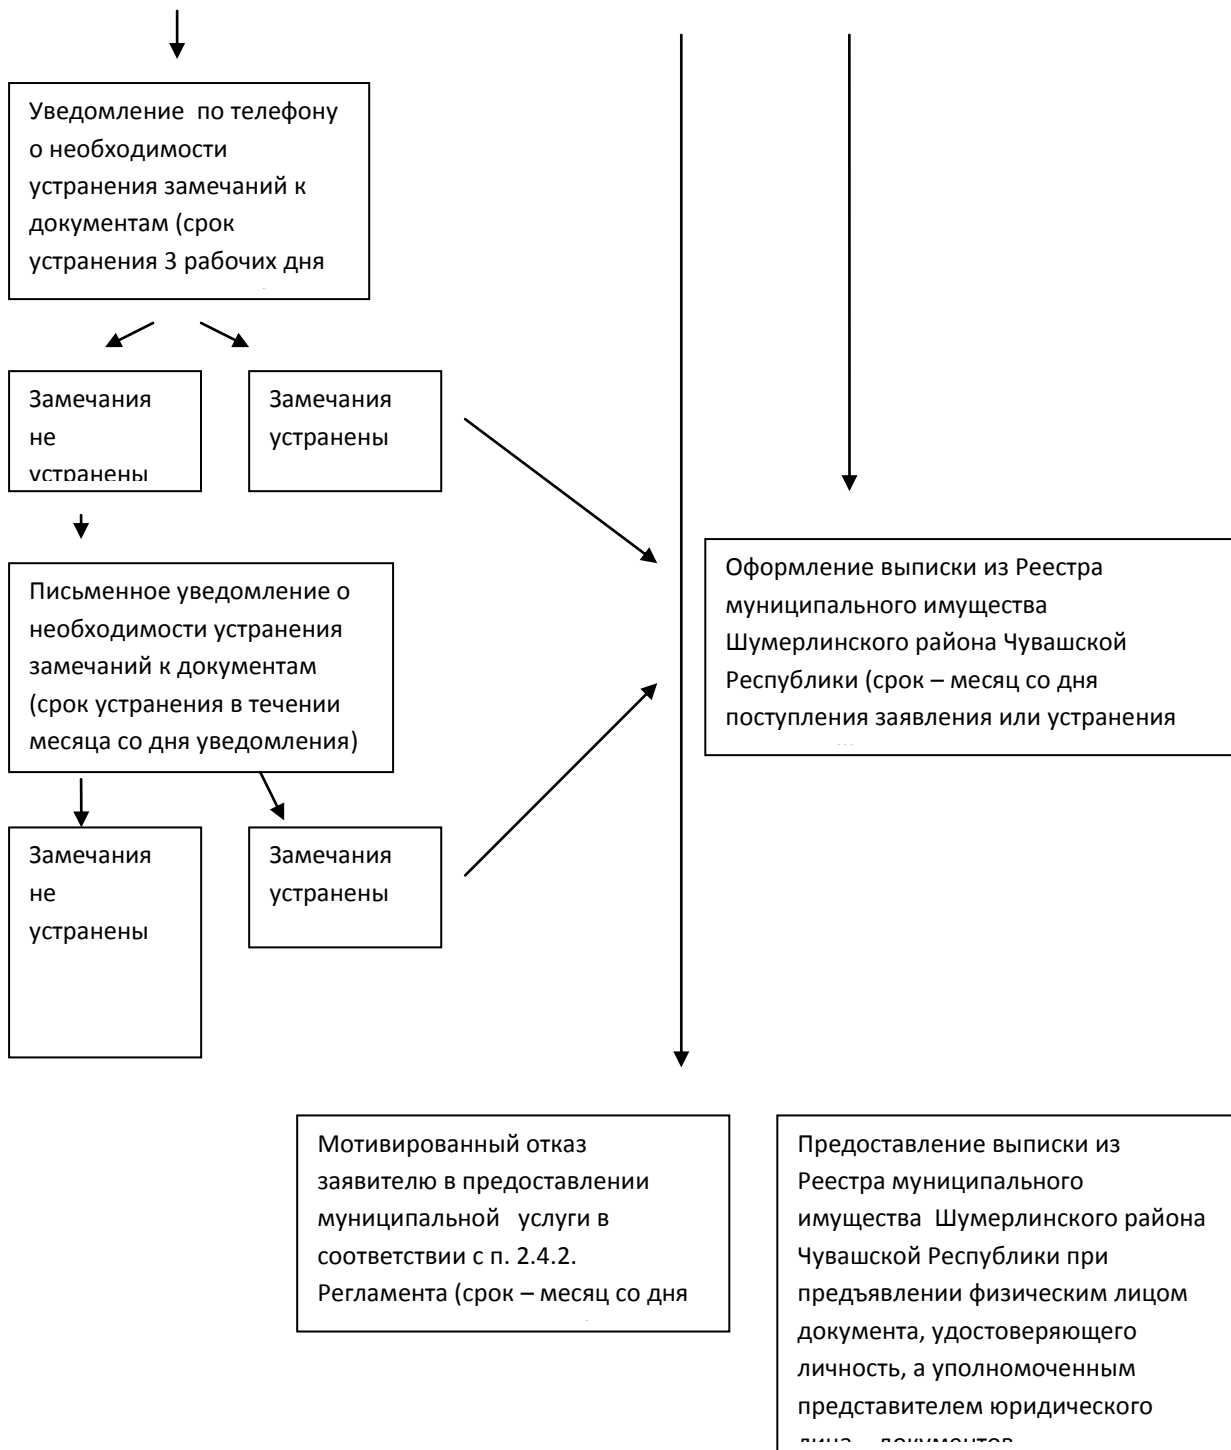 Уведомление по телефону
о необходимости
устранения замечаний к
документам (срок
устранения 3 рабочих дня
Замечания
не
устранены
Замечания
устранены
Письменное уведомление о
необходимости устранения
замечаний к документам
(срок устранения в течении
месяца со дня уведомления)
Оформление выписки из Реестра
муниципального имущества
Шумерлинского района Чувашской
Республики (срок – месяц со дня
поступления заявления или устранения
Замечания
не
устранены
Замечания
устранены
Мотивированный отказ
заявителю в предоставлении
муниципальной услуги в
соответствии с п. 2.4.2.
Регламента (срок – месяц со дня
Предоставление выписки из
Реестра муниципального
имущества Шумерлинского района
Чувашской Республики при
предъявлении физическим лицом
документа, удостоверяющего
личность, а уполномоченным
представителем юридического
лица – документов